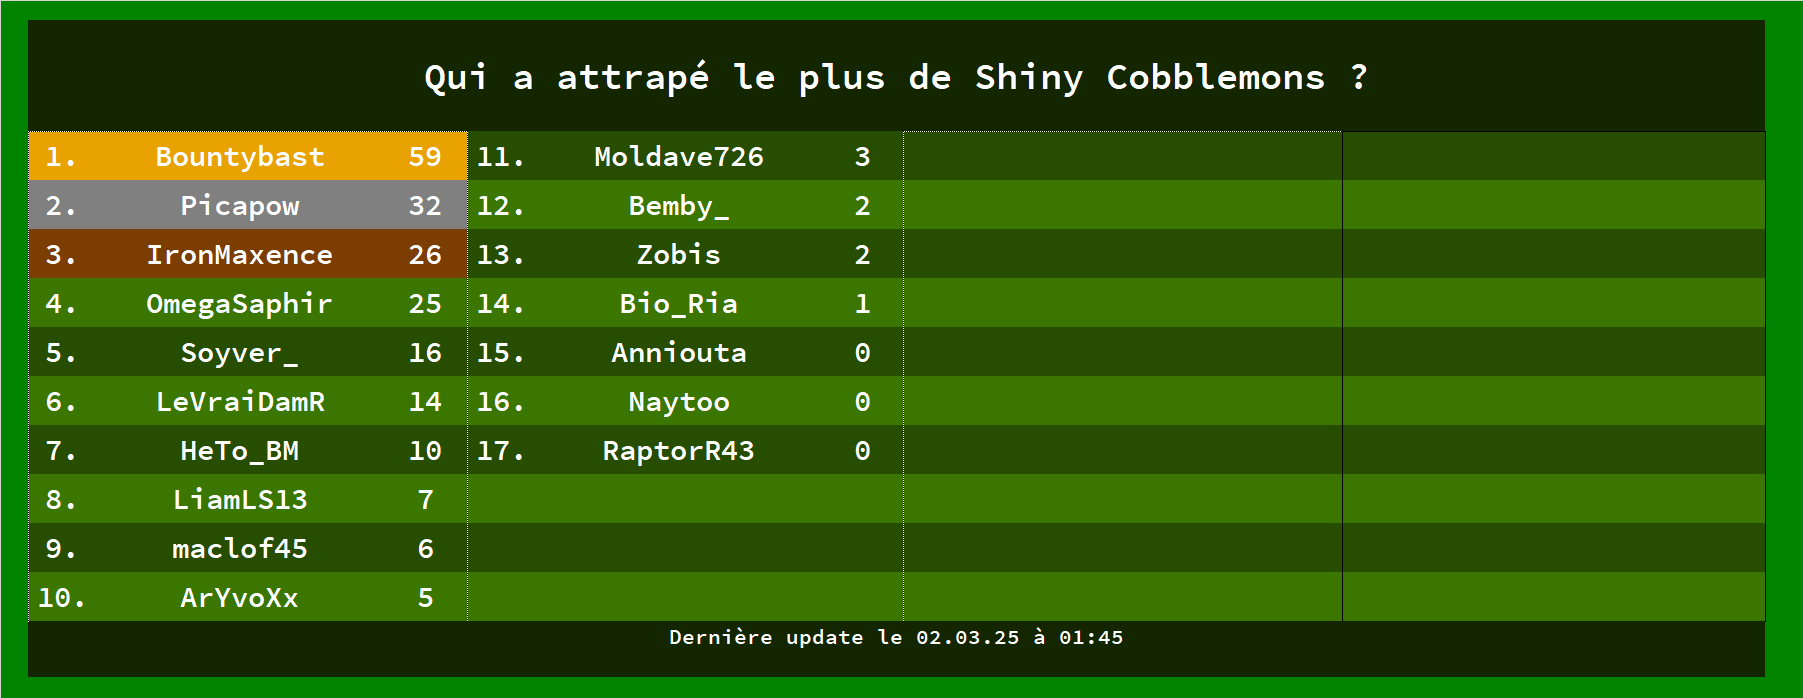 Qui a attrapé le plus de Shiny Cobblemons ?
1. Bountybast 59
2. Picapow 32
3. IronMaxence 26
4. OmegaSaphir 25
5. Soyver_ 16
6. LeVraiDamR 14
7. HeTo_BM 10
8. LiamLS13 7
9. maclof45 6
10. ArYvoXx 5
11. Moldave726 3
12. Bemby_ 2
13. Zobis 2
14. Bio_Ria 1
15. Anniouta 0
16. Naytoo 0
17. RaptorR43 0
Dernière update le 02.03.25 à 01:45